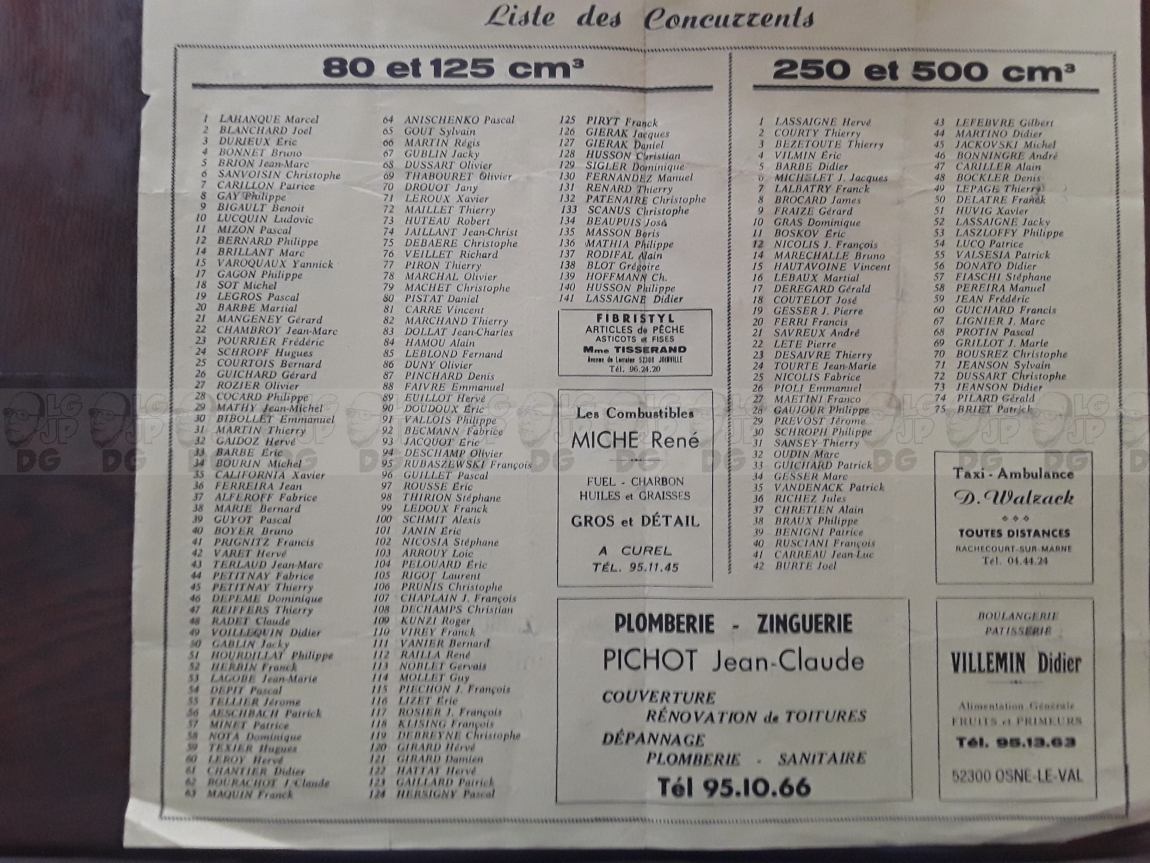 Liste des Concurrents
80 et 125 cm³
1 LAHANQUE Marcel
2 BLANCHARD Joel
3 DURIEUX Éric
4 BONNET Bruno
5 BRION Jean-Marc
6 SANVOISIN Christophe
7 CARILLON Patrice
8 GAY Philippe
9 BIGAULT Benoit
10 LUCQUIN Ludovic
11 MIZON Pascal
12 BERNARD Philippe
14 BRILLANT Marc
15 VAROQUAUX Yannick
17 GAGON Philippe
18 SOT Michel
19 LEGROS Pascal
20 BARBE Martial
21 MANGENEY Gérard
22 CHAMBROY Jean-Marc
23 POURRIER Frédéric
24 SCHROPF Hugues
25 COURTOIS Bernard
26 GUICHARD Gérard
27 ROZIER Olivier
28 COCARD Philippe
29 MATHY Jean-Michel
30 BIBOLLET Emmanuel
31 MARTIN Thierry
32 GAIDOZ Hervé
33 BARBE Éric
34 BOURIN Michel
35 CALIFORNIA Xavier
36 FERREIRA Jean
37 ALFEROFF Fabrice
38 MARIE Bernard
39 GUYOT Pascal
40 BOYER Bruno
41 PRIGNITZ Francis
42 VARET Hervé
43 TERLAUD Jean-Marc
44 PETITNAY Fabrice
45 PETITNAY Thierry
46 DEPEME Dominique
47 REIFFERS Thierry
48 RADET Claude
49 VOILLEQUIN Didier
50 GABLIN Jacky
51 HOURDILLAT Philippe
52 HERBIN Franck
53 LAGOBE Jean-Marie
54 DEPIT Pascal
55 TELLIER Jérome
56 AESCHBACH Patrick
57 MINET Patrice
58 NOTA Dominique
59 TEXIER Hugues
60 LEROY Hervé
61 CHANTIER Didier
62 BOURACHOT J. Claude
63 MAQUIN Franck
64 ANISCHENKO Pascal
65 GOUT Sylvain
66 MARTIN Régis
67 GUBLIN Jacky
68 DUSSART Olivier
69 THABOURET Olivier
70 DROUOT Jany
71 LEROUX Xavier
72 MAILLET Thierry
73 HUEAU Robert
74 JAILLANT Jean-Christ
75 DEBAERE Christophe
76 VEILLET Richard
77 PIRON Thierry
78 MARCHAL Olivier
79 MACHET Christophe
80 PISTAT Daniel
81 CARRE Vincent
82 MARCHAND Thierry
83 DOLLAT Jean-Charles
84 HAMOU Alain
85 LEBLOND Fernand
86 DUNY Olivier
87 PINCHARD Denis
88 FAIVRE Emmanuel
89 EUILLOT Hervé
90 DOUDOUX Éric
91 VALLOIS Philippe
92 BEGMANN Fabrice
93 JACQUOT Éric
94 DESCHAMP Olivier
95 RUBASZEWSKI François
96 GUILLET Pascal
97 ROUSSE Éric
98 THIRION Stéphane
99 LEDOUX Franck
100 SCHMIT Alexis
101 JANIN Éric
102 NICOSIA Stéphane
103 ARROUY Loic
104 PELOUARD Éric
105 RIGOT Laurent
106 PRUNIS Christophe
107 CHAPLAIN J. François
108 DECHAMPS Christian
109 KUNZI Roger
110 VIREY Franck
111 VANIER Bernard
112 RAILLA René
113 NOBLET Gervais
114 MOLLET Guy
115 PIECHON J. François
116 LIZET Éric
117 ROSIER J. François
118 KLISING François
119 DEBREYNE Christophe
120 GIRARD Hérvé
121 GIRARD Damien
122 HATTAT Hervé
123 GAILLARD Patrick
124 HERSIGNY Pascal
125 PIRYT Franck
126 GIERAK Jacques
127 GIERAK Daniel
128 HUSSON Christian
129 SIGLER Dominique
130 FERNANDEZ Manuel
131 RENARD Thierry
132 PATENAIRE Christophe
133 SCANUS Christophe
134 BEAUPUIS José
135 MASSON Boris
136 MATHIA Philippe
137 RODIFAL Alain
138 BLOT Grégoire
139 HOFFMANN Ch.
140 HUSSON Philippe
141 LASSAIGNE Didier
FIBRISTYL
ARTICLES de PÊCHE
ASTICOTS et FISES
Mme TISSERAND
Avenue de Lorraine 52300 JOINVILLE
Tél. 96.24.20
Les Combustibles
MICHE René
FUEL - CHARBON
HUILES et GRAISSES
GROS et DÉTAIL
A CUREL
TÉL. 95.11.45
PLOMBERIE - ZINGUERIE
PICHOT Jean-Claude
COUVERTURE
RÉNOVATION de TOITURES
DÉPANNAGE
PLOMBERIE - SANITAIRE
Tél 95.10.66
250 et 500 cm³
1 LASSAIGNE Hervé
2 COURTY Thierry
3 BEZETOUTE Thierry
4 VILMIN Éric
5 BARBE Didier
6 MICHELET J. Jacques
7 LALBATRY Franck
8 BROCARD James
9 FRAIZE Gérard
10 GRAS Dominique
11 BOSKOV Éric
12 NICOLIS J. François
14 MARECHALLE Bruno
15 HAUTAVOINE Vincent
16 LEBAUX Martial
17 DEREGARD Gérald
18 COUTELOT José
19 GESSER J. Pierre
20 FERRI Francis
21 SAVREUX André
22 LETE Pierre
23 DESAIVRE Thierry
24 TOURTE Jean-Marie
25 NICOLIS Fabrice
26 PIOLI Emmanuel
27 MAETINI Franco
28 GAUJOUR Philippe
29 PREVOST Jérome
30 SCHROPH Philippe
31 SANSEY Thierry
32 OUDIN Marc
33 GUICHARD Patrick
34 GESSER Marc
35 VANDENACK Patrick
36 RICHEZ Jules
37 CHRETIEN Alain
38 BRAUX Philippe
39 BENIGNI Patrice
40 RUSCIANI François
41 CARREAU Jean-Luc
42 BURTE Joel
43 LEFEBVRE Gilbert
44 MARTINO Didier
45 JACKOVSKI Michel
46 BONNINGRE André
47 CARILLER Alain
48 BOCKLER Denis
49 LEPAGE Thierry
50 DELATRE Franck
51 HUVIG Xavier
52 LASSAIGNE Jacky
53 LASZLOFFY Philippe
54 LUCQ Patrice
55 VALSESIA Patrick
56 DONATO Didier
57 FIASCHI Stéphane
58 PEREIRA Manuel
59 JEAN Frédéric
60 GUICHARD Francis
67 LIGNIER J. Marc
68 PROTIN Pascal
69 GRILLOT J. Marie
70 BOUSREZ Christophe
71 JEANSON Sylvain
72 DUSSART Christophe
73 JEANSON Didier
74 PILARD Gérald
75 BRIET Patrick
Taxi - Ambulance
D. Walzack
TOUTES DISTANCES
RACHECOURT-SUR-MARNE
Tél. 04.44.24
BOULANGERIE
PATISSERIE
VILLEMIN Didier
Alimentation Générale
FRUITS et PRIMEURS
Tél. 95.13.63
52300 OSNE-LE-VAL
LG JP DG